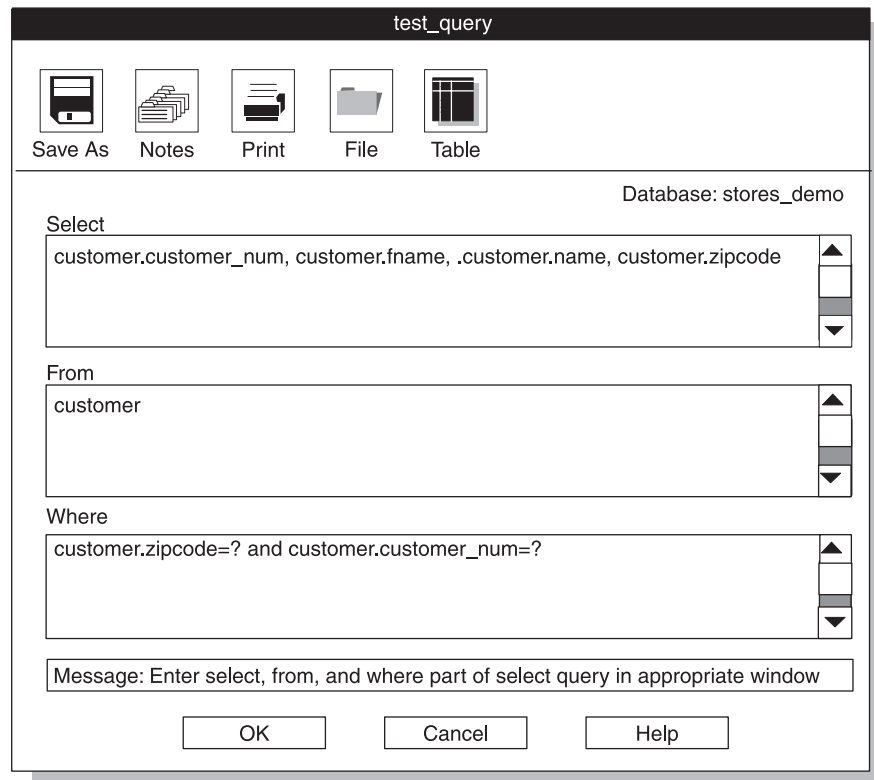 test_query
Save As Notes Print File Table
Database: stores_demo
Select
customer.customer_num, customer.fname, .customer.name, customer.zipcode
From
customer
Where
customer.zipcode=? and customer.customer_num=?
Message: Enter select, from, and where part of select query in appropriate window
OK Cancel Help